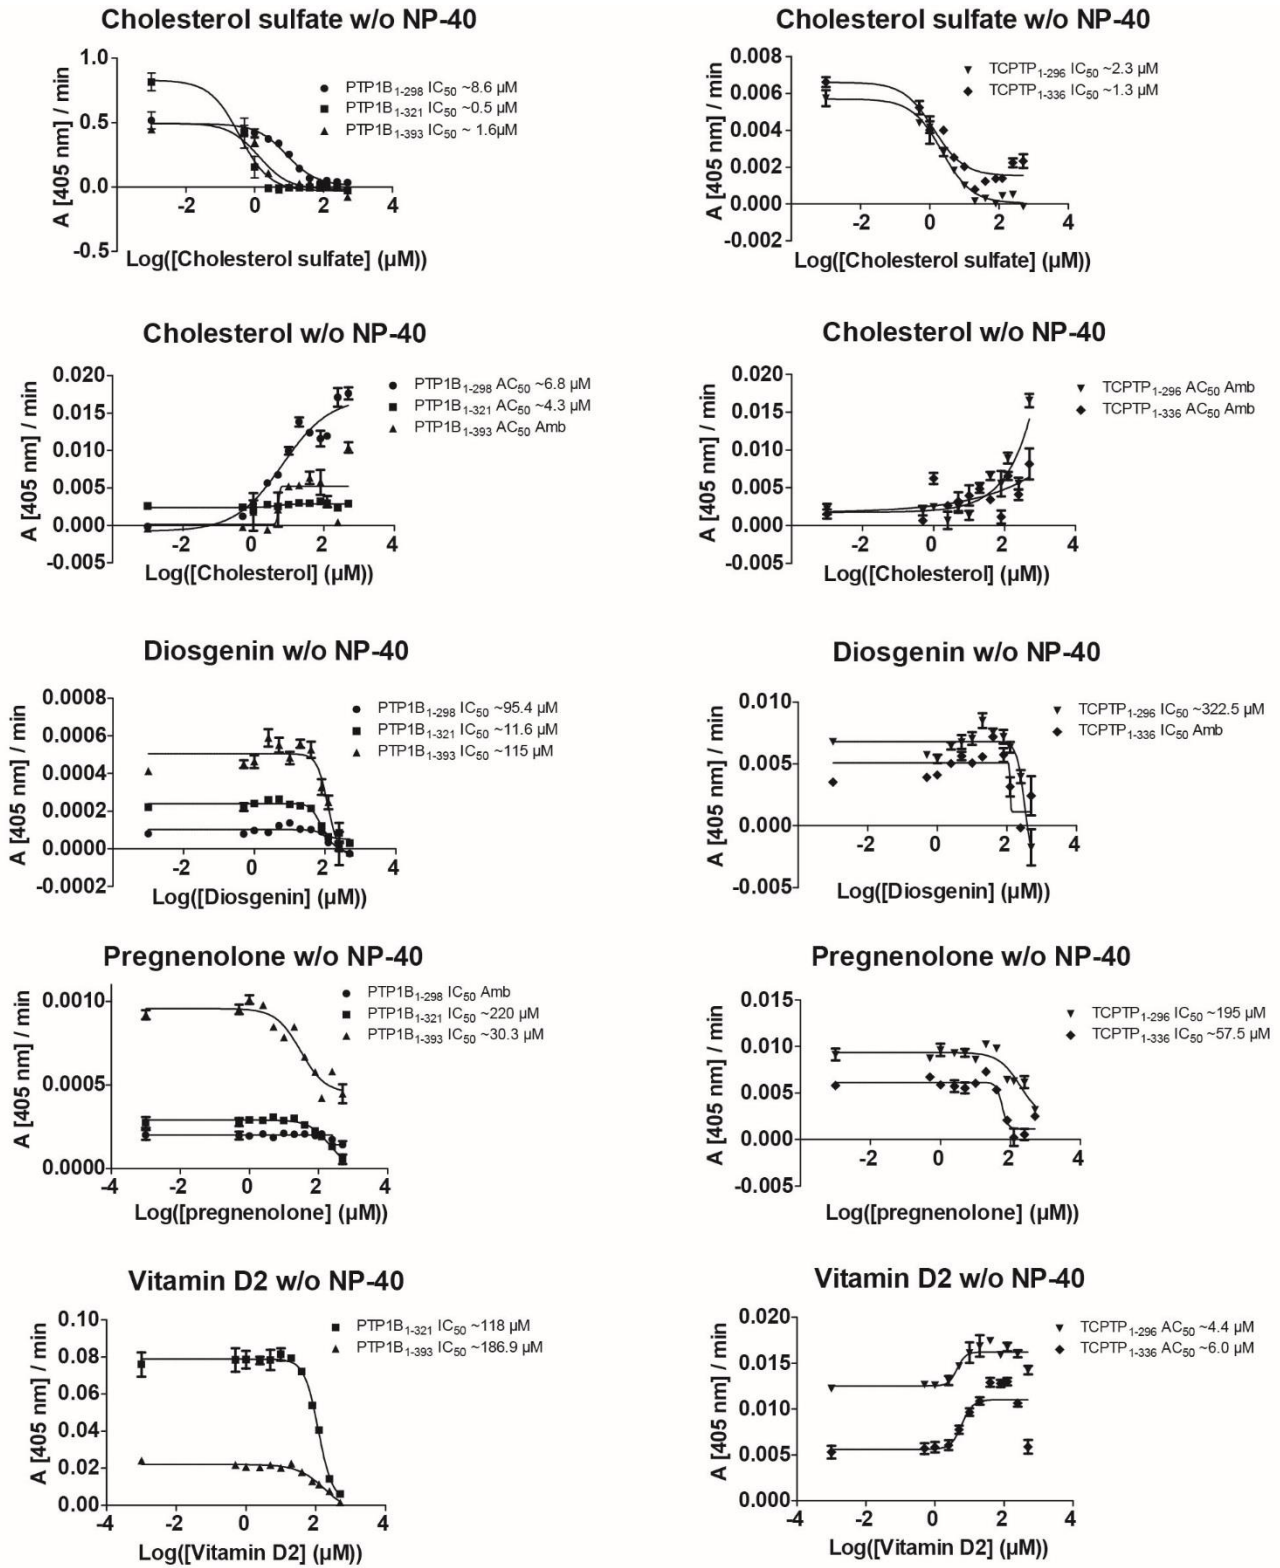 Cholesterol sulfate w/o NP-40
A [405 nm] / min
1.0
0.5
0.0
-0.5
-2
0
2
4
PTP1B1-298 IC50 ~8.6 µM
PTP1B1-321 IC50 ~0.5 µM
PTP1B1-393 IC50 ~ 1.6µM
Log([Cholesterol sulfate] (µM))
Cholesterol sulfate w/o NP-40
A [405 nm] / min
0.008
0.006
0.004
0.002
0.000
-0.002
-2
0
2
4
TCPTP1-296 IC50 ~2.3 µM
TCPTP1-336 IC50 ~1.3 µM
Log([Cholesterol sulfate] (µM))
Cholesterol w/o NP-40
A [405 nm] / min
0.020
0.015
0.010
0.005
0.000
-0.005
-2
0
2
4
PTP1B1-298 AC50 ~6.8 µM
PTP1B1-321 AC50 ~4.3 µM
PTP1B1-393 AC50 Amb
Log([Cholesterol] (µM))
Cholesterol w/o NP-40
A [405 nm] / min
0.020
0.015
0.010
0.005
0.000
-0.005
-2
0
2
4
TCPTP1-296 AC50 Amb
TCPTP1-336 AC50 Amb
Log([Cholesterol] (µM))
Diosgenin w/o NP-40
A [405 nm] / min
0.0008
0.0006
0.0004
0.0002
0.0000
-0.0002
-2
0
2
4
PTP1B1-298 IC50 ~95.4 µM
PTP1B1-321 IC50 ~11.6 µM
PTP1B1-393 IC50 ~115 µM
Log([Diosgenin] (µM))
Diosgenin w/o NP-40
A [405 nm] / min
0.010
0.005
0.000
-0.005
-2
0
2
4
TCPTP1-296 IC50 ~322.5 µM
TCPTP1-336 IC50 Amb
Log([Diosgenin] (µM))
Pregnenolone w/o NP-40
A [405 nm] / min
0.0010
0.0005
0.0000
-4
-2
0
2
4
PTP1B1-298 IC50 Amb
PTP1B1-321 IC50 ~220 µM
PTP1B1-393 IC50 ~30.3 µM
Log([pregnenolone] (µM))
Pregnenolone w/o NP-40
A [405 nm] / min
0.015
0.010
0.005
0.000
-0.005
-2
0
2
4
TCPTP1-296 IC50 ~195 µM
TCPTP1-336 IC50 ~57.5 µM
Log([pregnenolone] (µM))
Vitamin D2 w/o NP-40
A [405 nm] / min
0.10
0.08
0.06
0.04
0.02
0.00
-4
-2
0
2
4
PTP1B1-321 IC50 ~118 µM
PTP1B1-393 IC50 ~186.9 µM
Log([Vitamin D2] (µM))
Vitamin D2 w/o NP-40
A [405 nm] / min
0.020
0.015
0.010
0.005
0.000
-4
-2
0
2
4
TCPTP1-296 AC50 ~4.4 µM
TCPTP1-336 AC50 ~6.0 µM
Log([Vitamin D2] (µM))